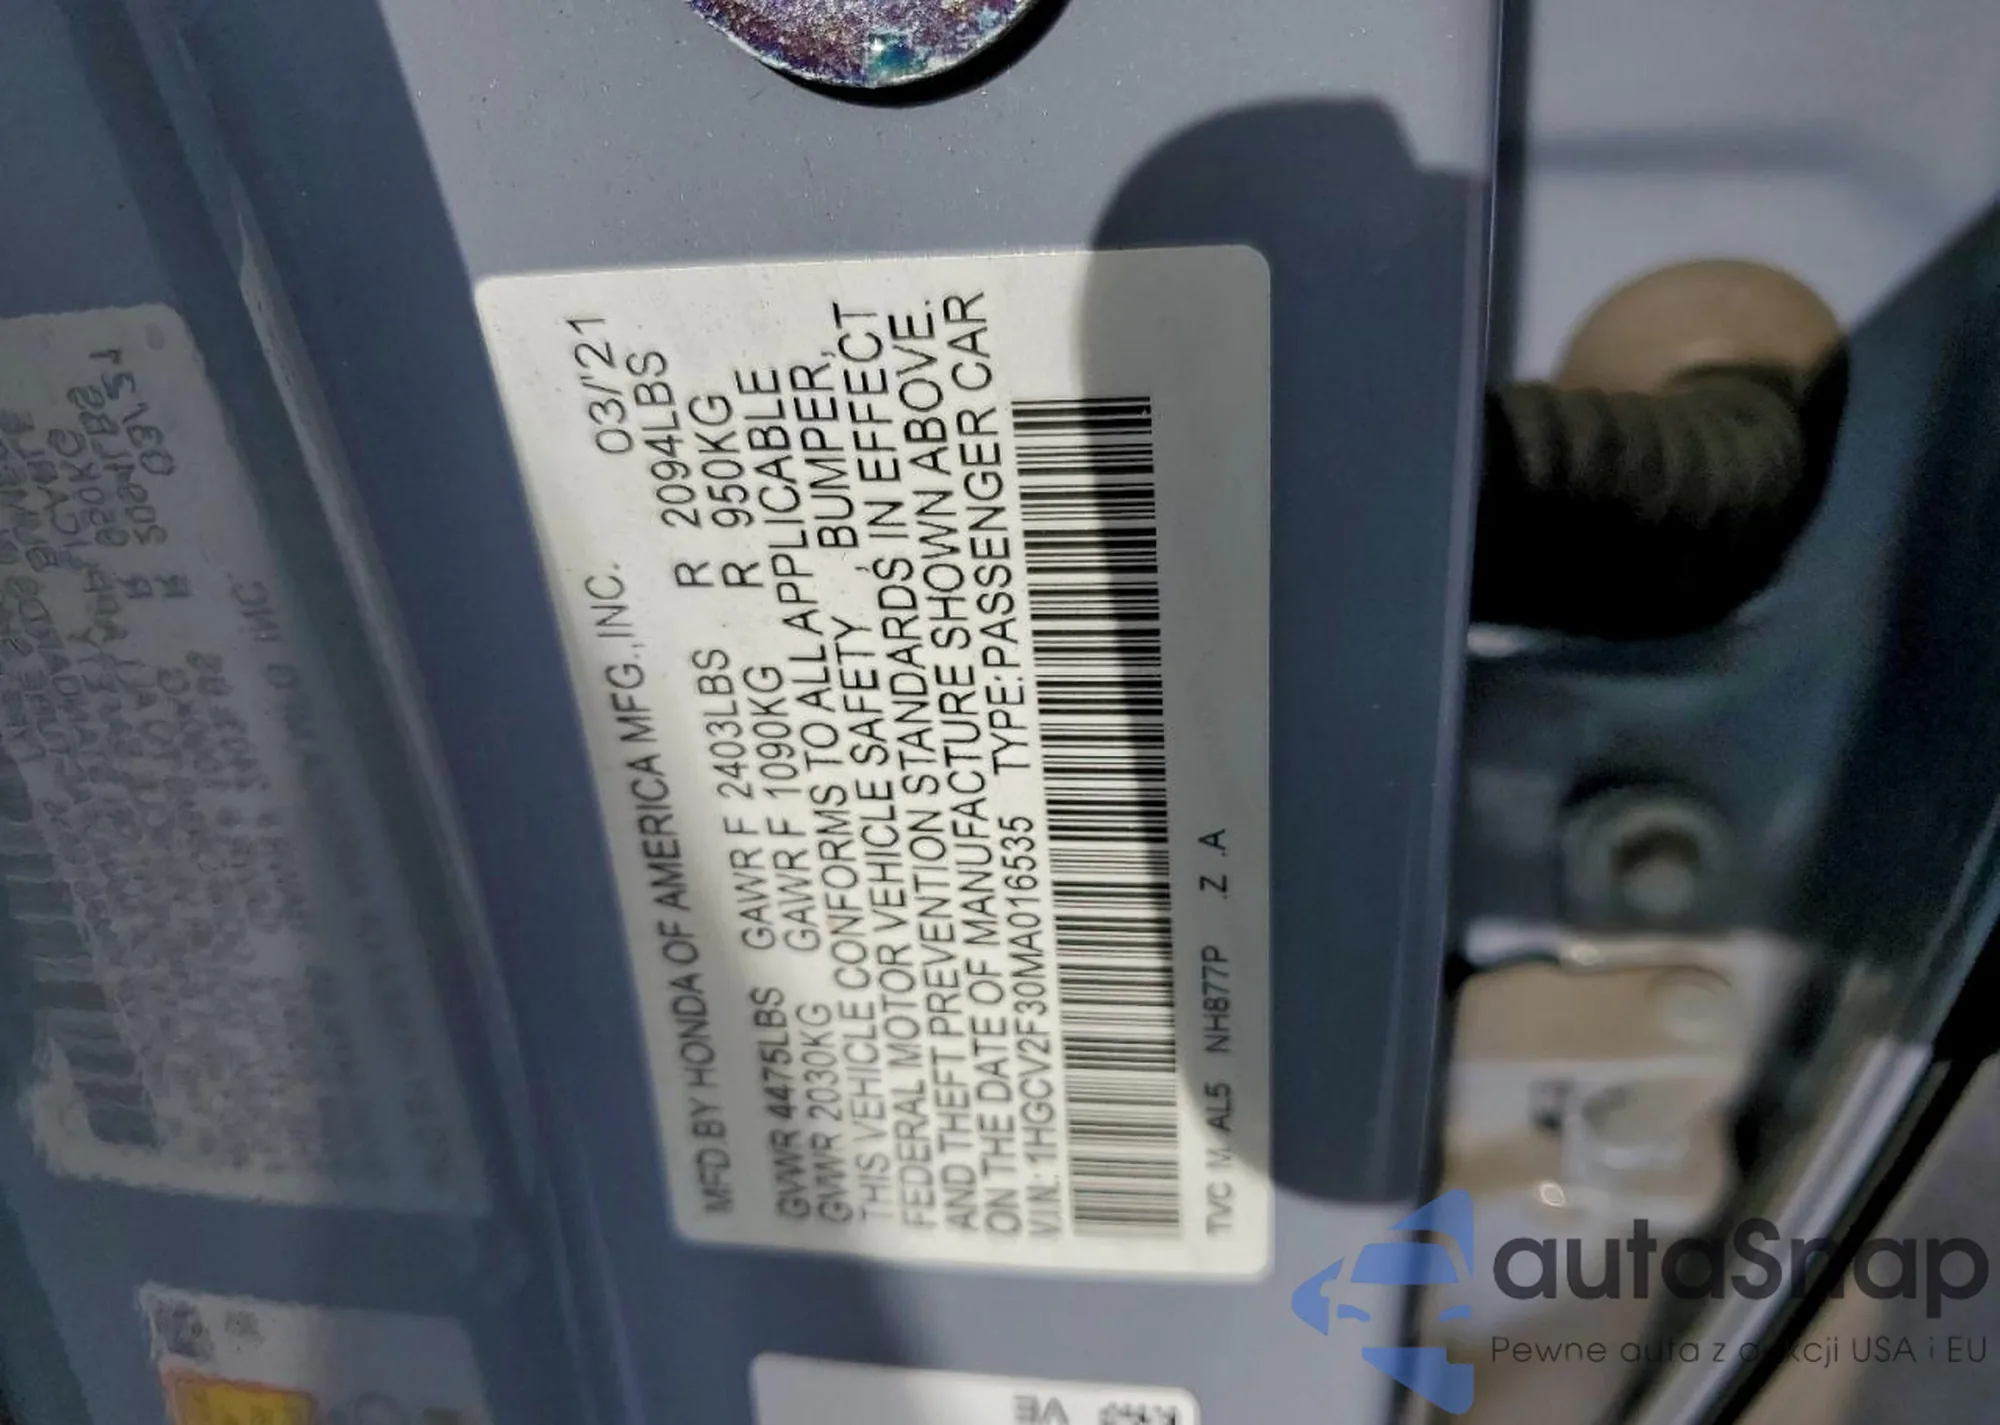 MFD BY HONDA OF AMERICA MFG.,INC. 03/'21
GVWR 4475LBS GAWR F 2403LBS R 2094LBS
GVWR 2030KG GAWR F 1090KG R 950KG
THIS VEHICLE CONFORMS TO ALL APPLICABLE
FEDERAL MOTOR VEHICLE SAFETY, BUMPER,
AND THEFT PREVENTION STANDARDS IN EFFECT
ON THE DATE OF MANUFACTURE SHOWN ABOVE.
V.I.N.: 1HGCV2F30MA016535 TYPE:PASSENGER CAR
TVC M. AL5 NH877P .Z .A
autaSnap
Pewne auta z aukcji USA i EU